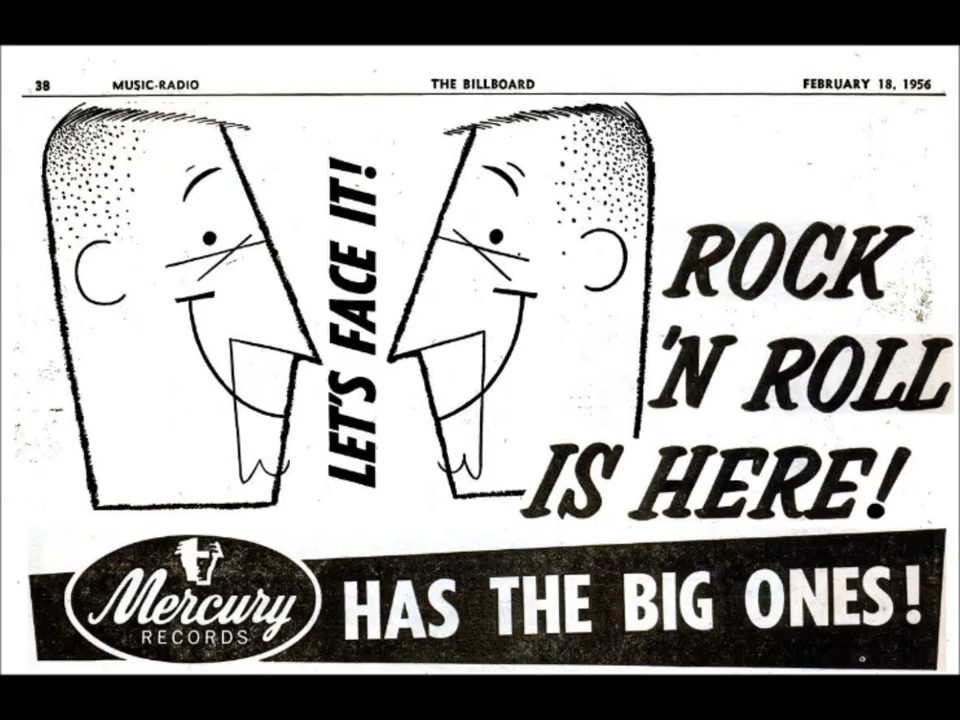 38 MUSIC-RADIO THE BILLBOARD FEBRUARY 18, 1956
LET'S FACE IT!
ROCK
'N ROLL
IS HERE!
Mercury
RECORDS
HAS THE BIG ONES!